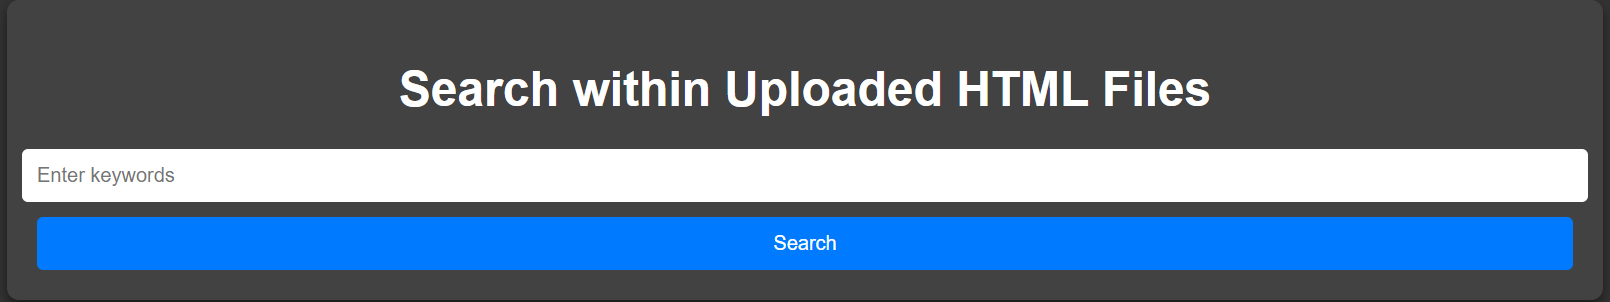 Search within Uploaded HTML Files
Enter keywords
Search